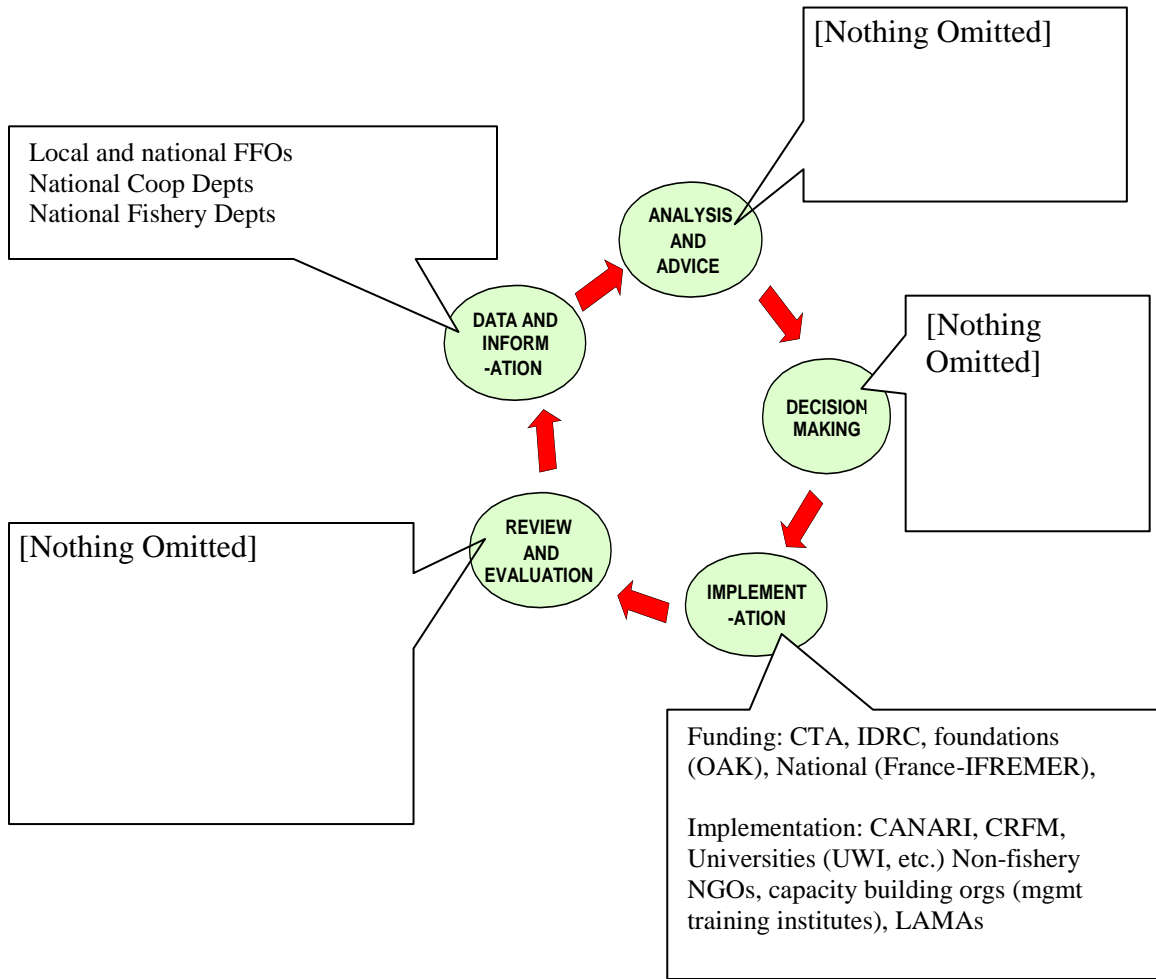 [Nothing Omitted]
Local and national FFOs
National Coop Depts
National Fishery Depts
ANALYSIS
AND
ADVICE
DATA AND
INFORM
-ATION
[Nothing
Omitted]
DECISION
MAKING
[Nothing Omitted]
REVIEW
AND
EVALUATION
IMPLEMENT
-ATION
Funding: CTA, IDRC, foundations
(OAK), National (France-IFREMER),
Implementation: CANARI, CRFM,
Universities (UWI, etc.) Non-fishery
NGOs, capacity building orgs (mgmt
training institutes), LAMAs